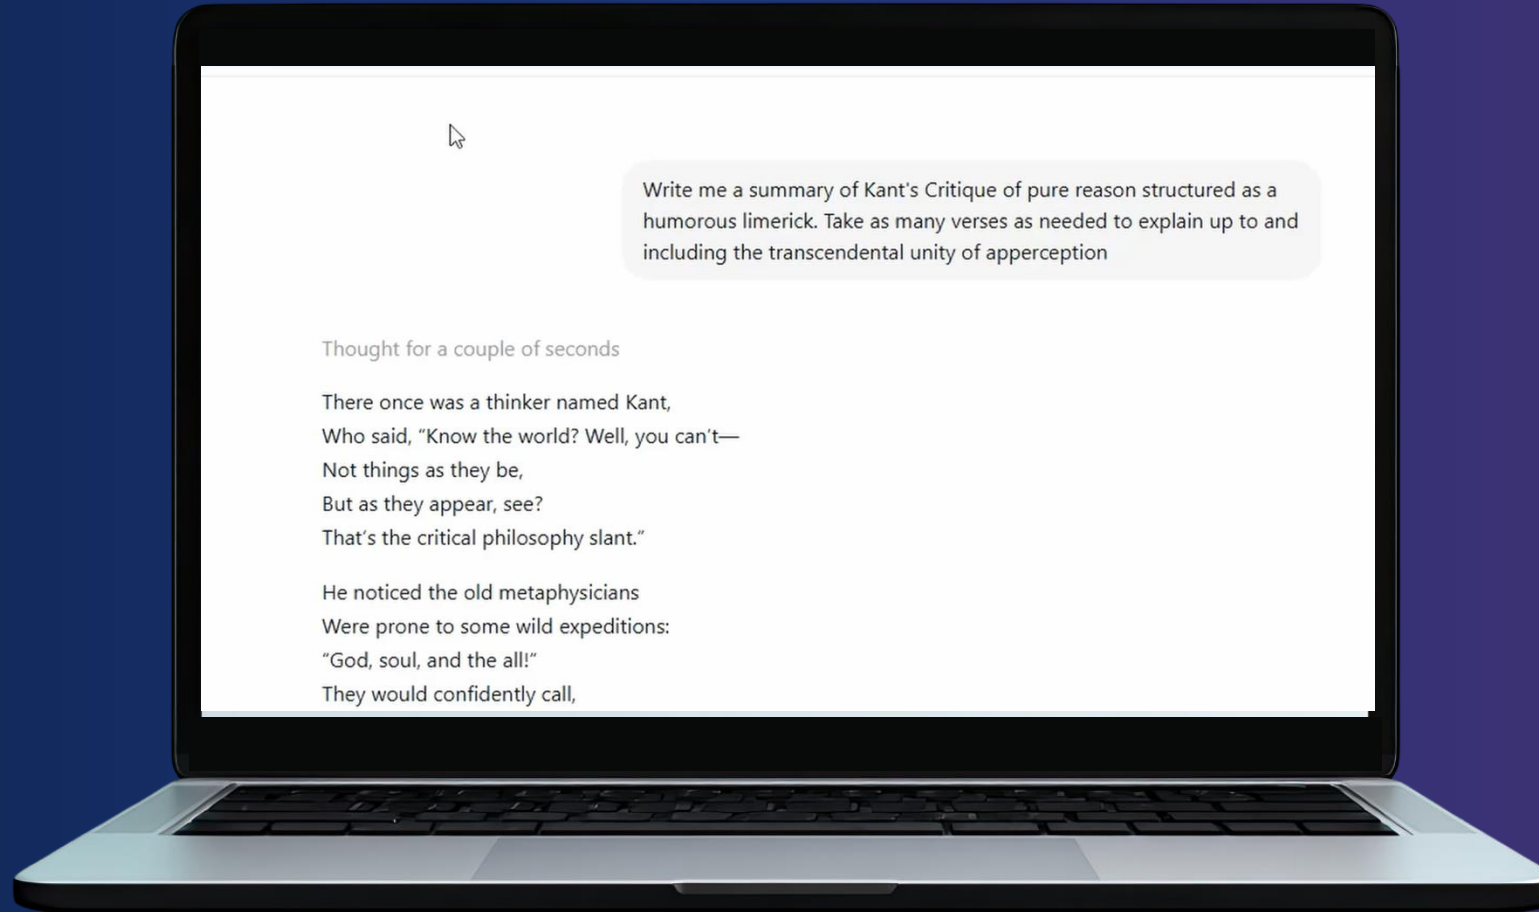 Write me a summary of Kant's Critique of pure reason structured as a
humorous limerick. Take as many verses as needed to explain up to and
including the transcendental unity of apperception
Thought for a couple of seconds
There once was a thinker named Kant,
Who said, “Know the world? Well, you can’t—
Not things as they be,
But as they appear, see?
That’s the critical philosophy slant.”
He noticed the old metaphysicians
Were prone to some wild expeditions:
“God, soul, and the all!”
They would confidently call,